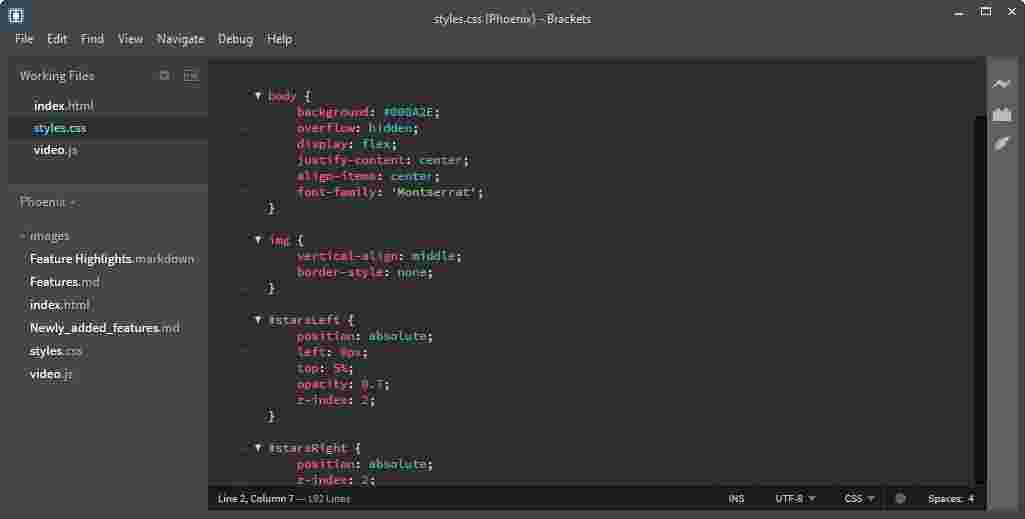 styles.css (Phoenix) - Brackets
File Edit Find View Navigate Debug Help
Working Files
index.html
styles.css
video.js
Phoenix
images
Feature Highlights.markdown
Features.md
index.html
Newly_added_features.md
styles.css
video.js
body {
background: #000A2E;
overflow: hidden;
display: flex;
justify-content: center;
align-items: center;
font-family: 'Montserrat';
}
img {
vertical-align: middle;
border-style: none;
}
#starsLeft {
position: absolute;
left: 0px;
top: 5%;
opacity:
z-index: 2;
}
#starsRight {
position: absolute;
z-index: 2;
Line 2, Column 7 — 192 Lines
INS UTF-8 CSS Spaces: 4